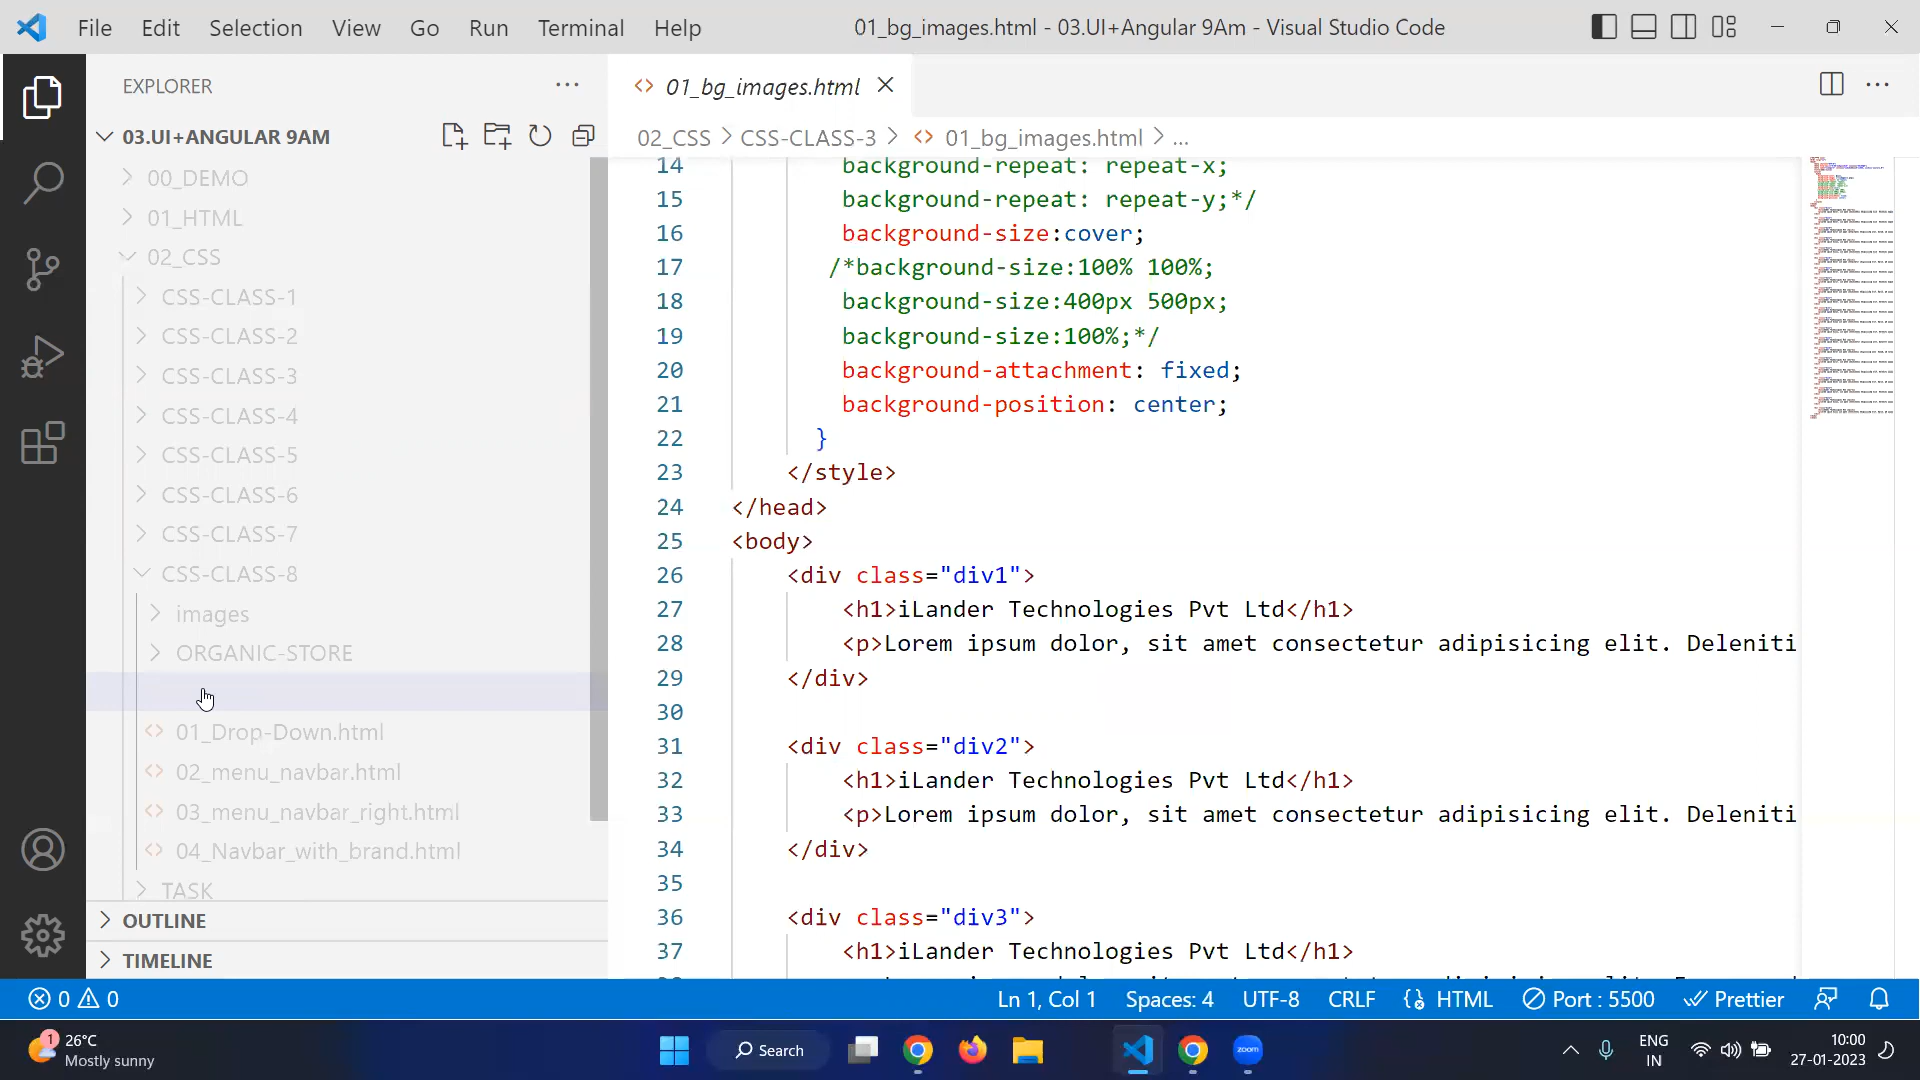 File Edit Selection View Go Run Terminal Help 01_bg_images.html - 03.UI+Angular 9Am - Visual Studio Code
EXPLORER
03.UI+ANGULAR 9AM
00_DEMO
01_HTML
02_CSS
CSS-CLASS-1
CSS-CLASS-2
CSS-CLASS-3
CSS-CLASS-4
CSS-CLASS-5
CSS-CLASS-6
CSS-CLASS-7
CSS-CLASS-8
images
ORGANIC-STORE
01_Drop-Down.html
02_menu_navbar.html
03_menu_navbar_right.html
04_Navbar_with_brand.html
TASK
OUTLINE
TIMELINE
01_bg_images.html
02_CSS > CSS-CLASS-3 > 01_bg_images.html > ...
14 background-repeat: repeat-x;
15 background-repeat: repeat-y;*/
16 background-size:cover;
17 /*background-size:100% 100%;
18 background-size:400px 500px;
19 background-size:100%;*/
20 background-attachment: fixed;
21 background-position: center;
22 }
23 </style>
24 </head>
25 <body>
26 <div class="div1">
27 <h1>iLander Technologies Pvt Ltd</h1>
28 <p>Lorem ipsum dolor, sit amet consectetur adipisicing elit. Deleniti
29 </div>
30
31 <div class="div2">
32 <h1>iLander Technologies Pvt Ltd</h1>
33 <p>Lorem ipsum dolor, sit amet consectetur adipisicing elit. Deleniti
34 </div>
35
36 <div class="div3">
37 <h1>iLander Technologies Pvt Ltd</h1>
0 0 Ln 1, Col 1 Spaces: 4 UTF-8 CRLF HTML Port : 5500 Prettier
1 26°C
Mostly sunny
Search
zoom
ENG
IN
10:00
27-01-2023